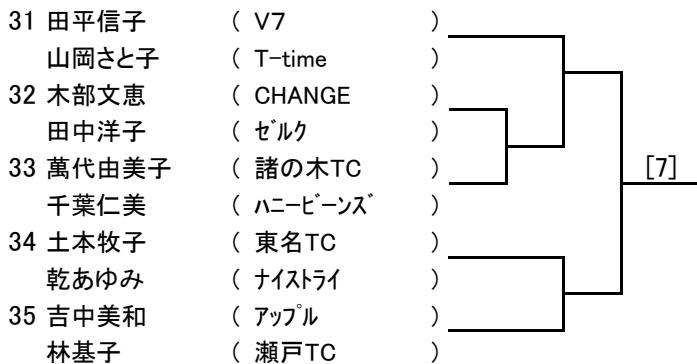 31 田平信子 ( V7 )
山岡さと子 ( T-time )
32 木部文恵 ( CHANGE )
田中洋子 ( ｾﾞﾙｸ )
33 萬代由美子 ( 諸の木TC )
[7]
千葉仁美 ( ﾊﾆｰﾋﾞｰﾝｽﾞ )
34 土本牧子 ( 東名TC )
乾あゆみ ( ﾅｲｽﾄﾗｲ )
35 吉中美和 ( ｱｯﾌﾟﾙ )
林基子 ( 瀬戸TC )